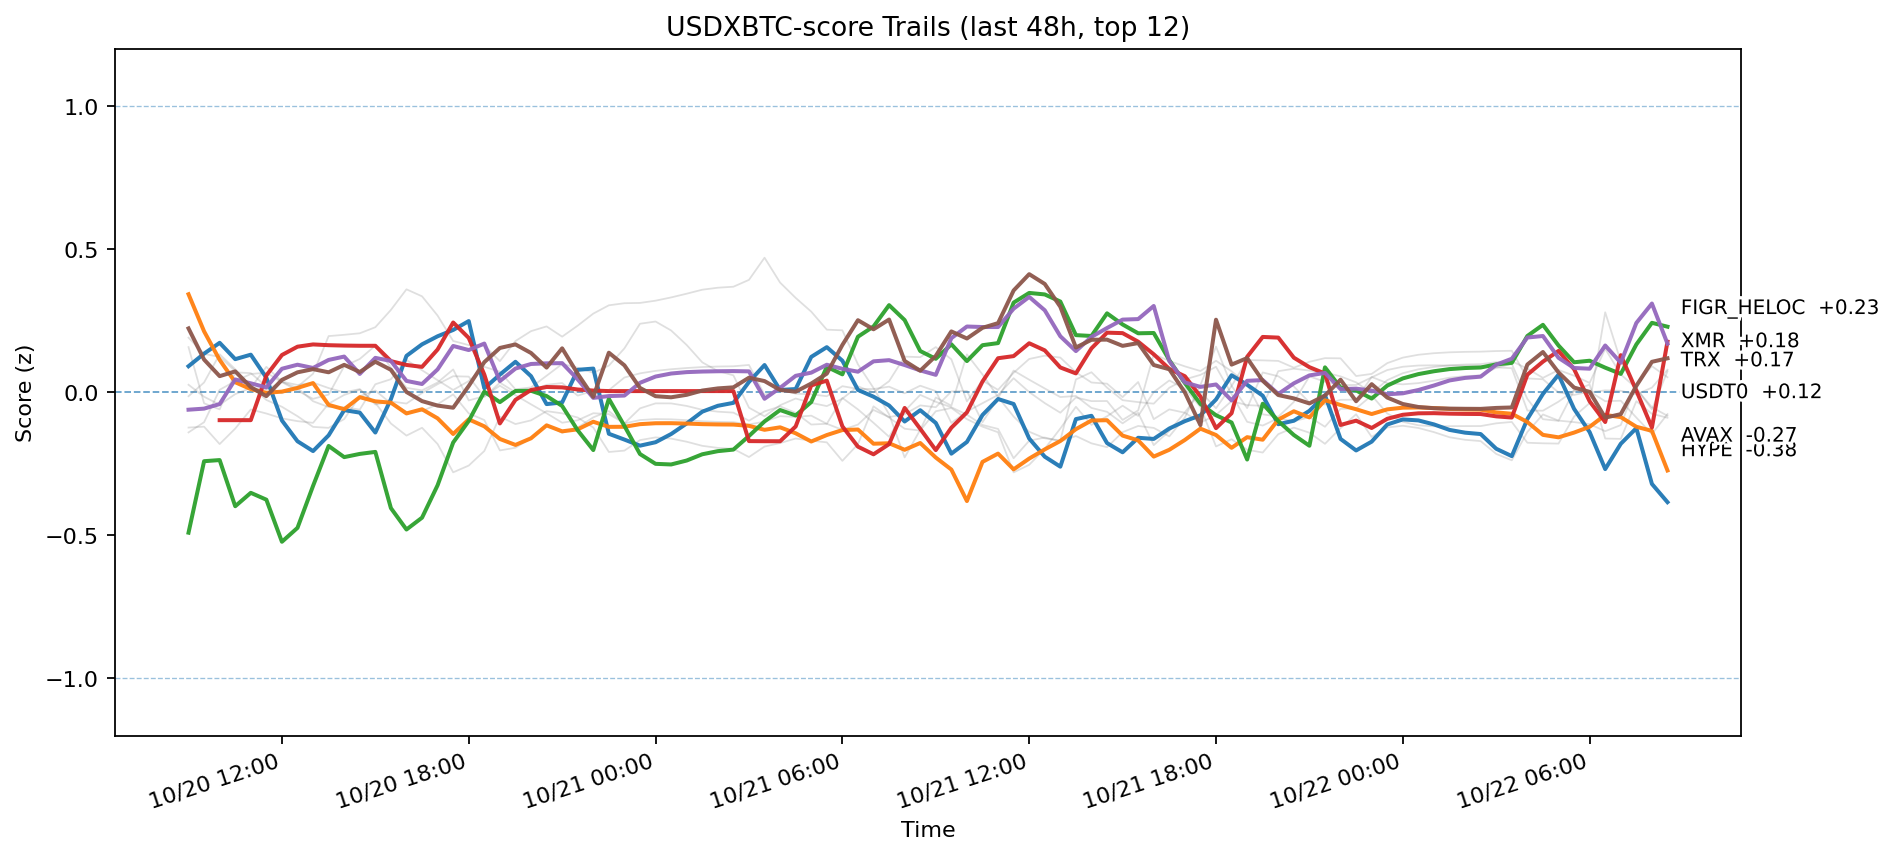 USDXBTC-score Trails (last 48h, top 12)
Score (z)
1.0
0.5
0.0
−0.5
−1.0
FIGR_HELOC +0.23
XMR +0.18
TRX +0.17
USDT0 +0.12
AVAX -0.27
HYPE -0.38
10/20 12:00
10/20 18:00
10/21 00:00
10/21 06:00
10/21 12:00
10/21 18:00
10/22 00:00
10/22 06:00
Time